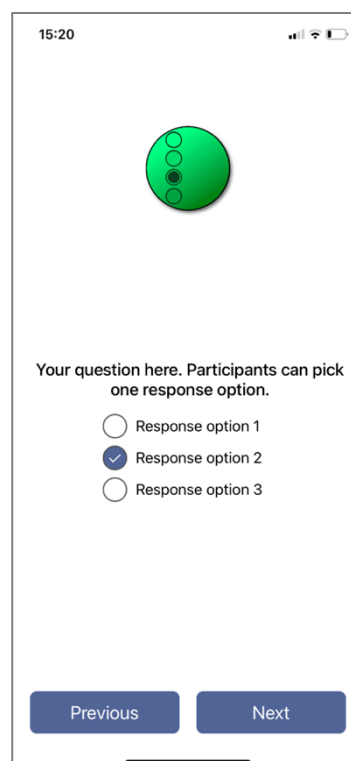 15:20
Your question here. Participants can pick
one response option.
Response option 1
Response option 2
Response option 3
Previous
Next